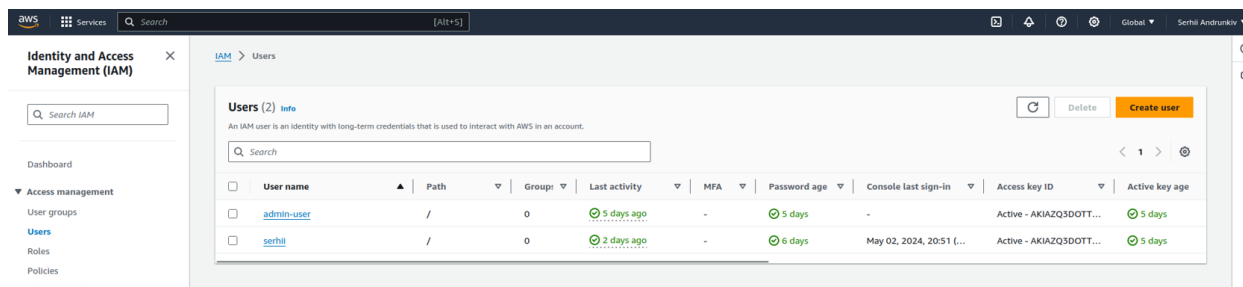 aws Services Search [Alt+S] Global Serhii Andrunkiv
Identity and Access Management (IAM)
Search IAM
Dashboard
Access management
User groups
Users
Roles
Policies
IAM > Users
Users (2) Info
Delete Create user
An IAM user is an identity with long-term credentials that is used to interact with AWS in an account.
Search
1
User name Path Group: Last activity MFA Password age Console last sign-in Access key ID Active key age
admin-user / 0 5 days ago - 5 days - Active - AKIAZQ3DOTT... 5 days
serhii / 0 2 days ago - 6 days May 02, 2024, 20:51 (... Active - AKIAZQ3DOTT... 5 days